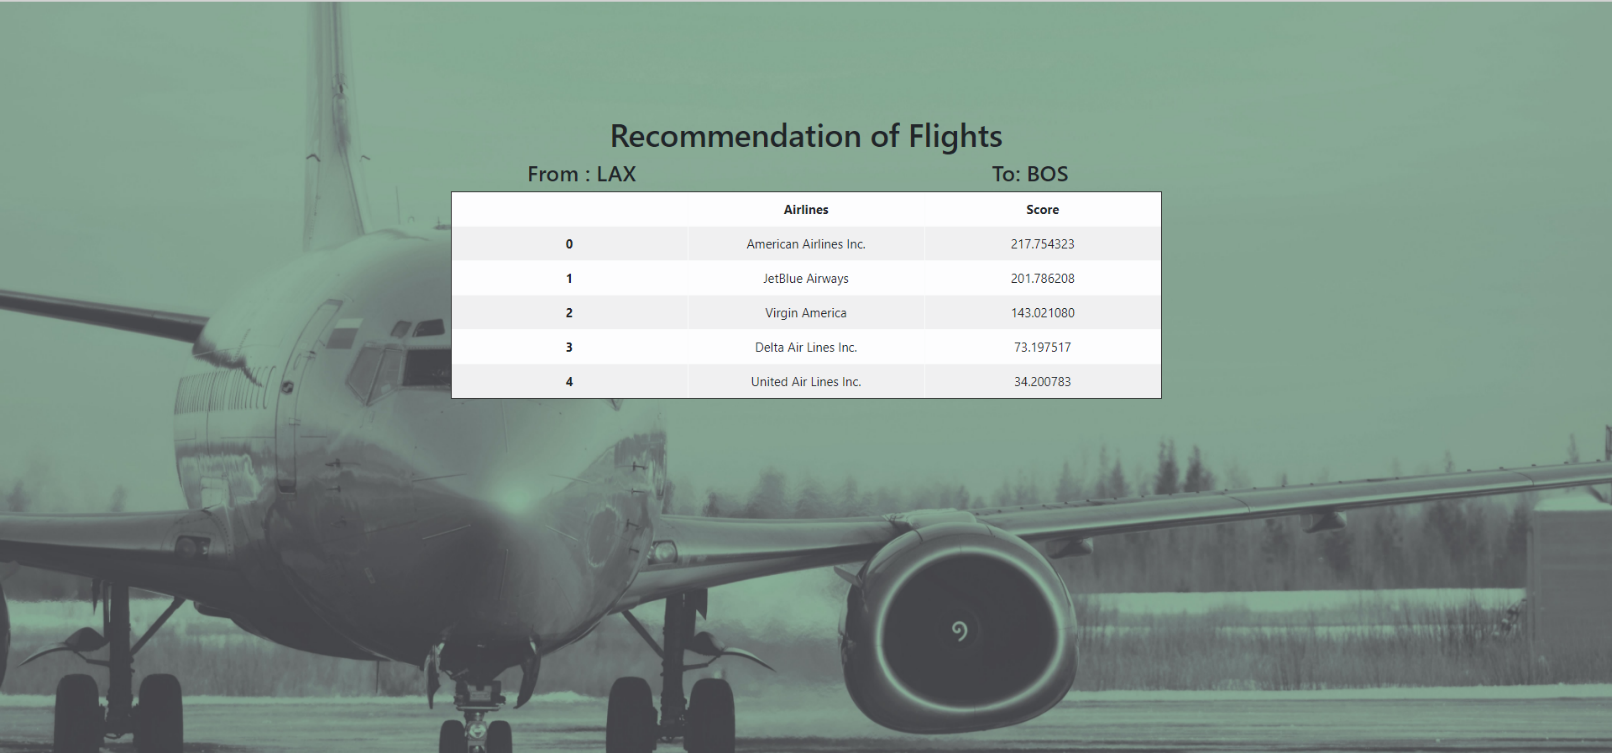 Recommendation of Flights
From : LAX To: BOS
Airlines Score
0 American Airlines Inc. 217.754323
1 JetBlue Airways 201.786208
2 Virgin America 143.021080
3 Delta Air Lines Inc. 73.197517
4 United Air Lines Inc. 34.200783